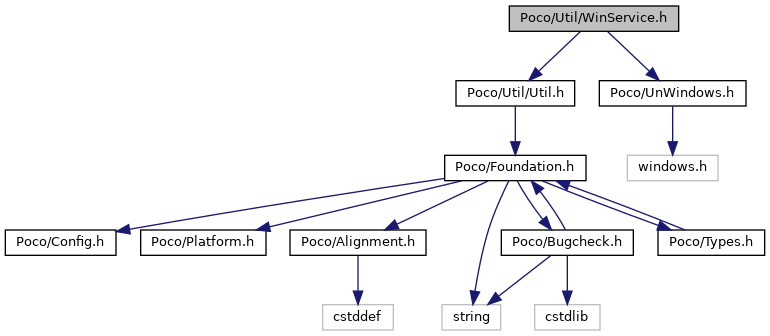 Poco/Util/WinService.h
Poco/Util/Util.h
Poco/UnWindows.h
Poco/Foundation.h
windows.h
Poco/Config.h
Poco/Platform.h
Poco/Alignment.h
Poco/Bugcheck.h
Poco/Types.h
cstddef
string
cstdlib